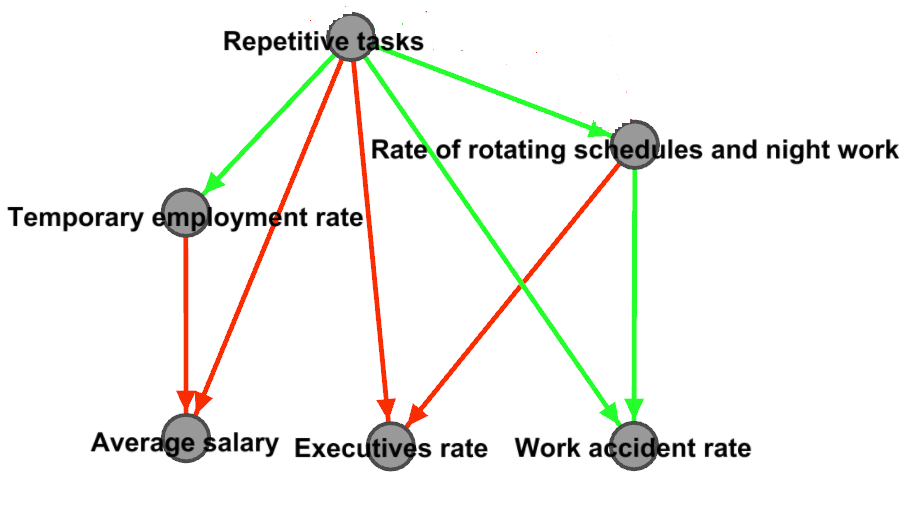 Repetitive tasks
Rate of rotating schedules and night work
Temporary employment rate
Average salary
Executives rate
Work accident rate